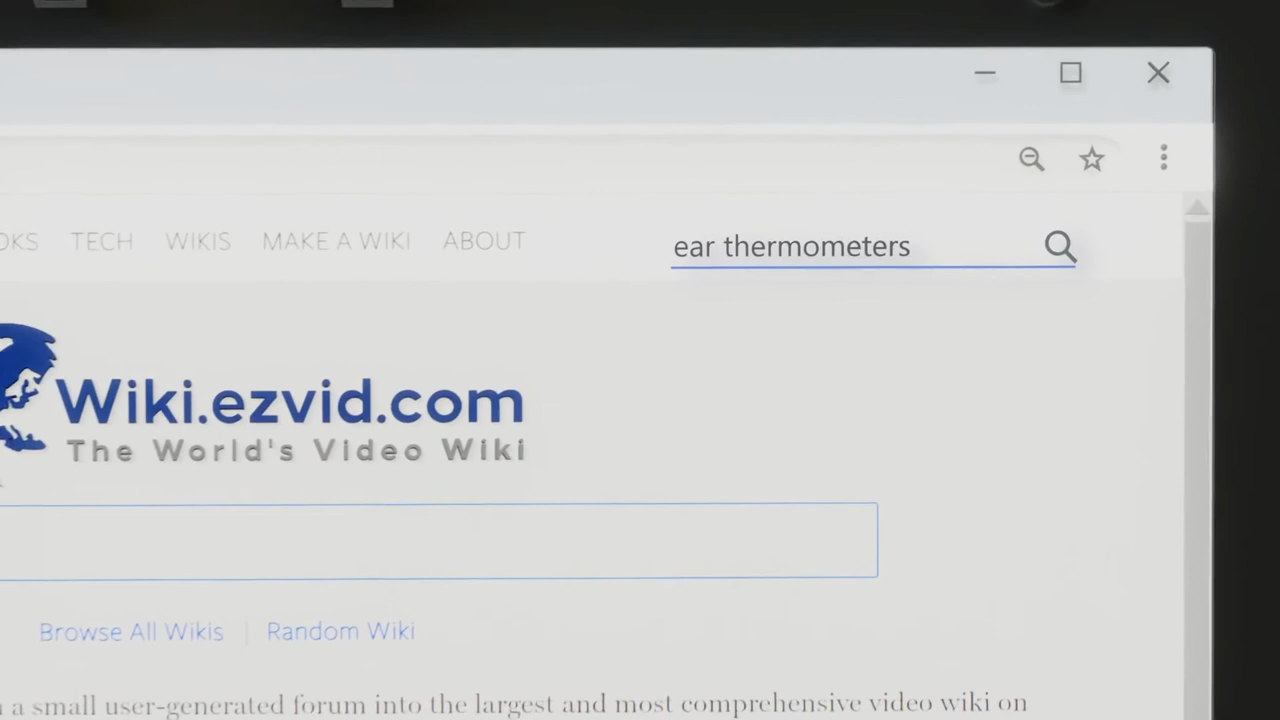 TECH WIKIS MAKE A WIKI ABOUT
ear thermometers
Wiki.ezvid.com
The World's Video Wiki
Browse All Wikis | Random Wiki
a small user-generated forum into the largest and most comprehensive video wiki on